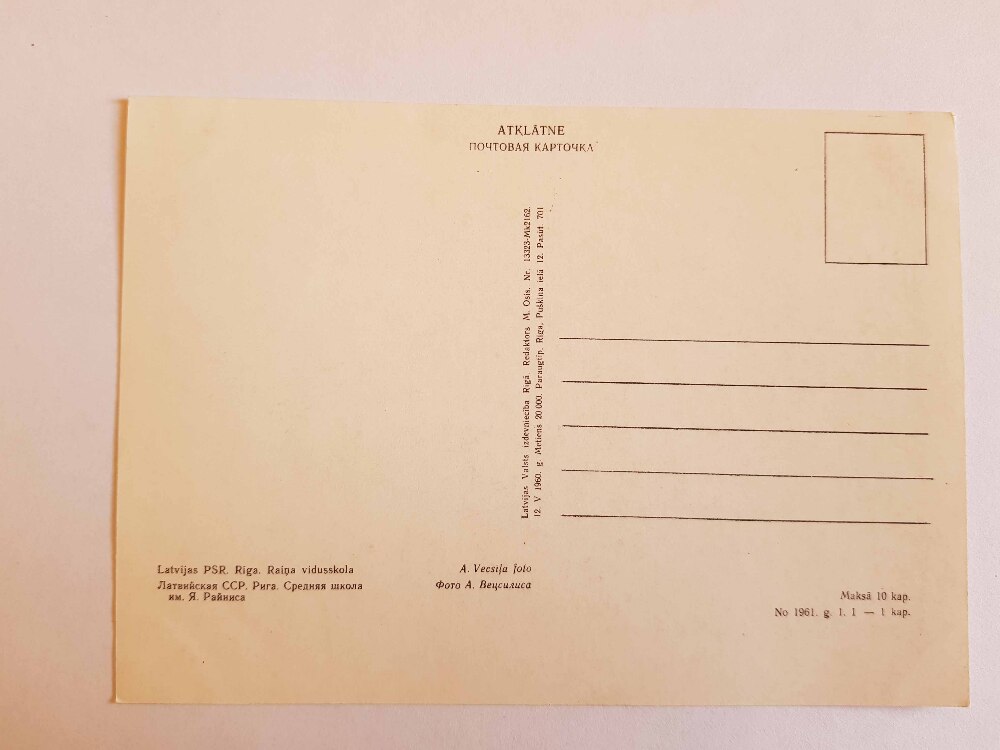 ATKLĀTNE
ПОЧТОВАЯ КАРТОЧКА
Latvijas Valsts izdevniecība Rīgā. Redaktors M. Osis. Nr. 13323-Mk2162.
12. V 1960. g. Metiens 20 000. Paraugtip. Rīgā, Puškina ielā 12. Pasūt. 701
Latvijas PSR. Rīga. Raiņa vidusskola
Латвийская ССР. Рига. Средняя школа
им. Я. Райниса
A. Vecsīļa foto
Фото А. Вецсилиса
Maksā 10 kap.
No 1961. g. 1. 1 — 1 kap.